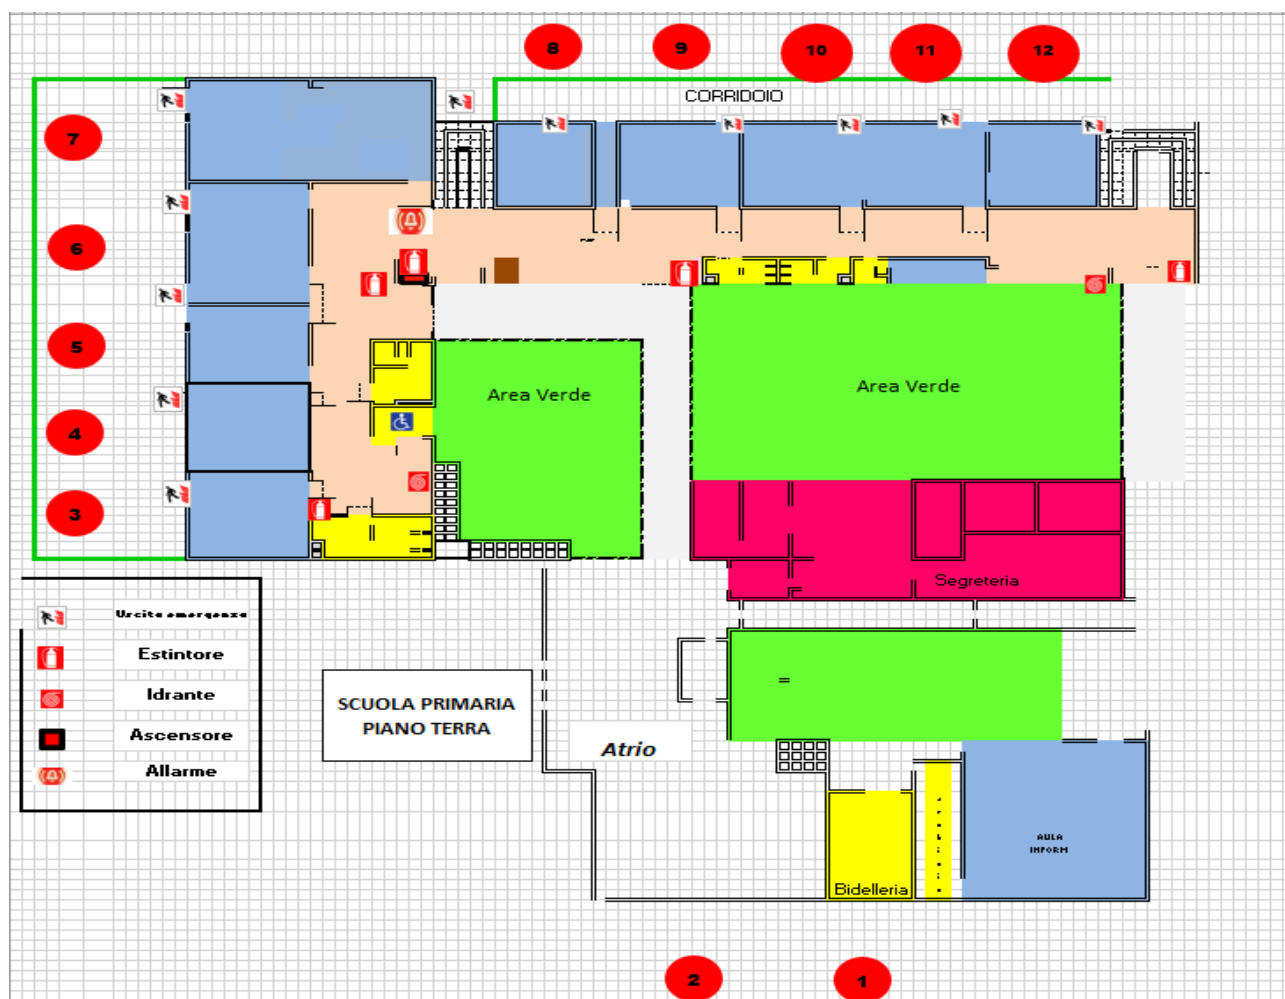 8
9
10
11
12
CORRIDOIO
7
6
5
4
3
Area Verde
Area Verde
Segreteria
Uscita emergenza
Estintore
Idrante
Ascensore
Allarme
SCUOLA PRIMARIA
PIANO TERRA
Atrio
AULA
INFORM
Bidelleria
2
1